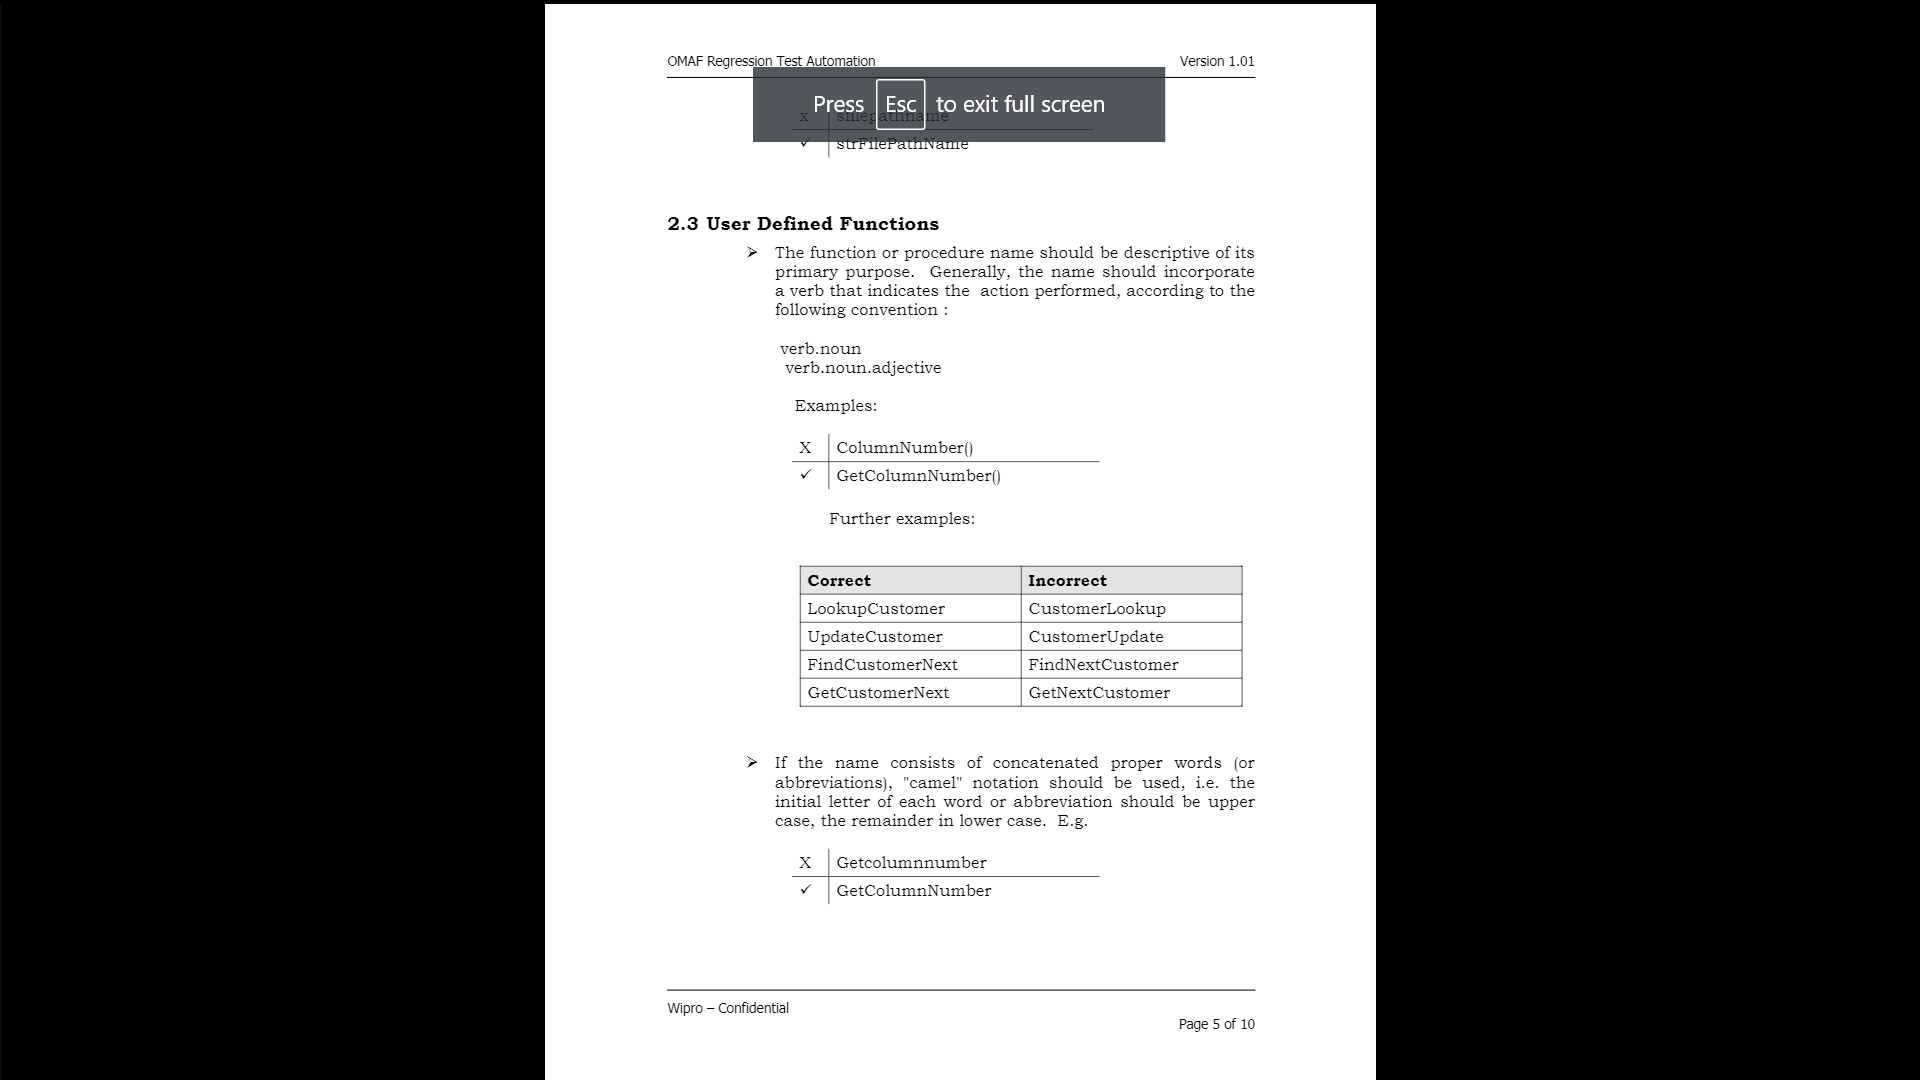 OMAF Regression Test Automation Version 1.01
Press Esc to exit full screen
x sfilepathname
✓ strFilePathName
2.3 User Defined Functions
➢ The function or procedure name should be descriptive of its
primary purpose. Generally, the name should incorporate
a verb that indicates the action performed, according to the
following convention :
verb.noun
verb.noun.adjective
Examples:
X ColumnNumber()
✓ GetColumnNumber()
Further examples:
Correct Incorrect
LookupCustomer CustomerLookup
UpdateCustomer CustomerUpdate
FindCustomerNext FindNextCustomer
GetCustomerNext GetNextCustomer
➢ If the name consists of concatenated proper words (or
abbreviations), "camel" notation should be used, i.e. the
initial letter of each word or abbreviation should be upper
case, the remainder in lower case. E.g.
X Getcolumnnumber
✓ GetColumnNumber
Wipro – Confidential
Page 5 of 10